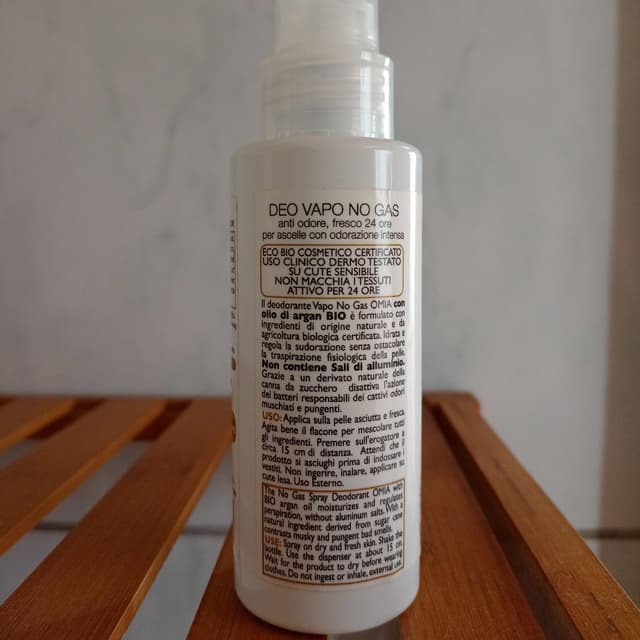 DEO VAPO NO GAS
anti odore, fresco 24 ore
per ascelle con odorazione intensa
ECO BIO COSMETICO CERTIFICATO
USO CLINICO DERMO TESTATO
SU CUTE SENSIBILE
NON MACCHIA I TESSUTI
ATTIVO PER 24 ORE
Il deodorante Vapo No Gas OMIA con
olio di argan BIO è formulato con
ingredienti di origine naturale e da
agricoltura biologica certificata. Idrata e
regola la sudorazione senza ostacolare
la traspirazione fisiologica della pelle.
Non contiene Sali di alluminio.
Grazie a un derivato naturale della
canna da zucchero disattiva l'azione
dei batteri responsabili dei cattivi odori
muschiati e pungenti.
USO: Applica sulla pelle asciutta e fresca.
Agita bene il flacone per mescolare tutti
gli ingredienti. Premere sull'erogatore a
circa 15 cm di distanza. Attendi che il
prodotto si asciughi prima di indossare i
vestiti. Non ingerire, inalare, applicare su
cute lesa. Uso Esterno.
The No Gas Spray Deodorant OMIA with
BIO argan oil moisturizes and regulates
perspiration, without aluminum salts. With a
natural ingredient derived from sugar cane
contrasts musky and pungent bad smells.
USE: Spray on dry and fresh skin. Shake the
bottle. Use the dispenser at about 15 cm.
Wait for the product to dry before wearing
clothes. Do not ingest or inhale, external use.